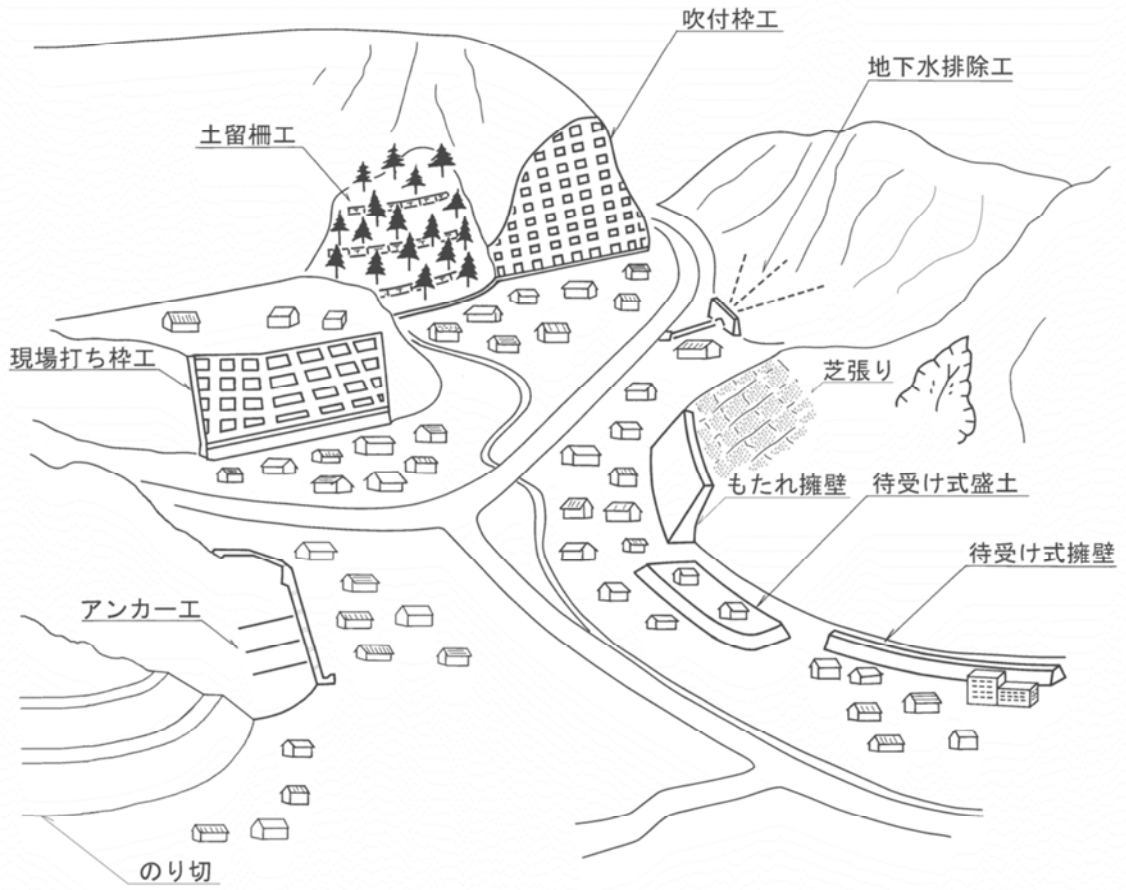 吹付枠工
地下水排除工
土留柵工
現場打ち枠工
芝張り
もたれ擁壁
待受け式盛土
待受け式擁壁
アンカー工
のり切